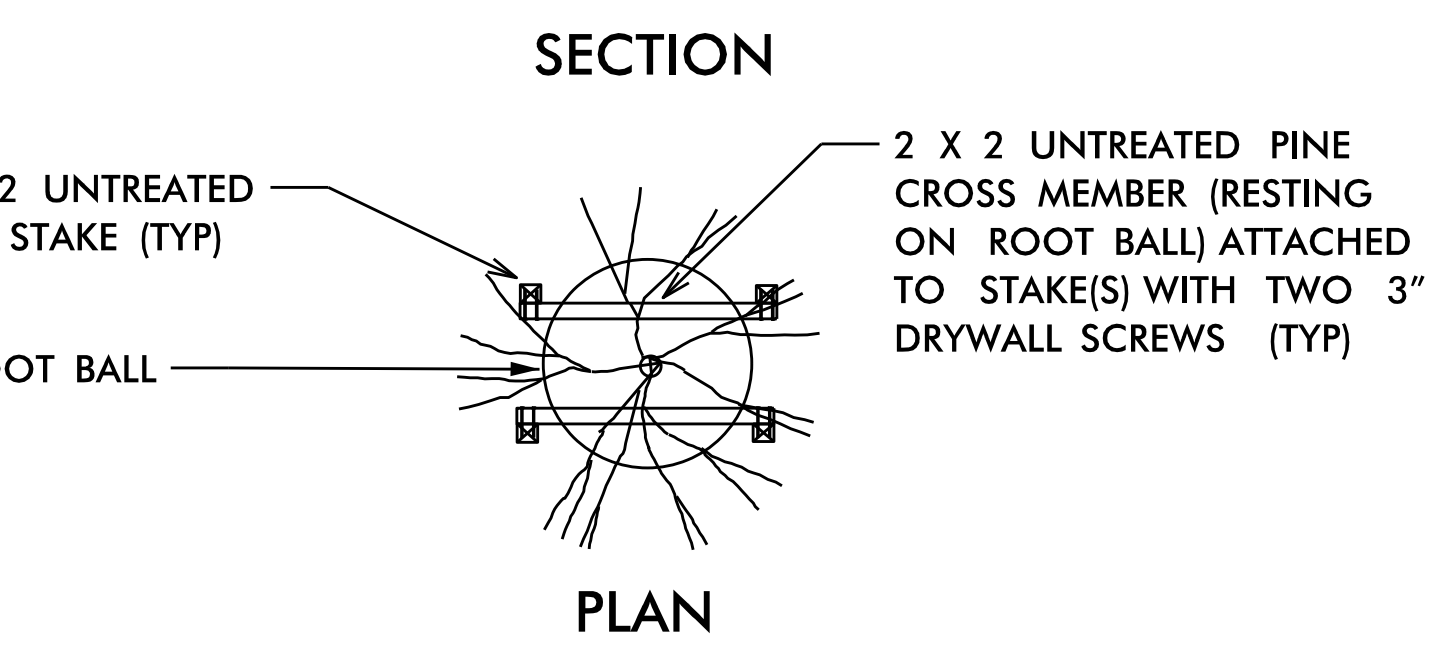 SECTION
2 UNTREATED
STAKE (TYP)
OOT BALL
2 X 2 UNTREATED PINE
CROSS MEMBER (RESTING
ON ROOT BALL) ATTACHED
TO STAKE(S) WITH TWO 3"
DRYWALL SCREWS (TYP)
PLAN